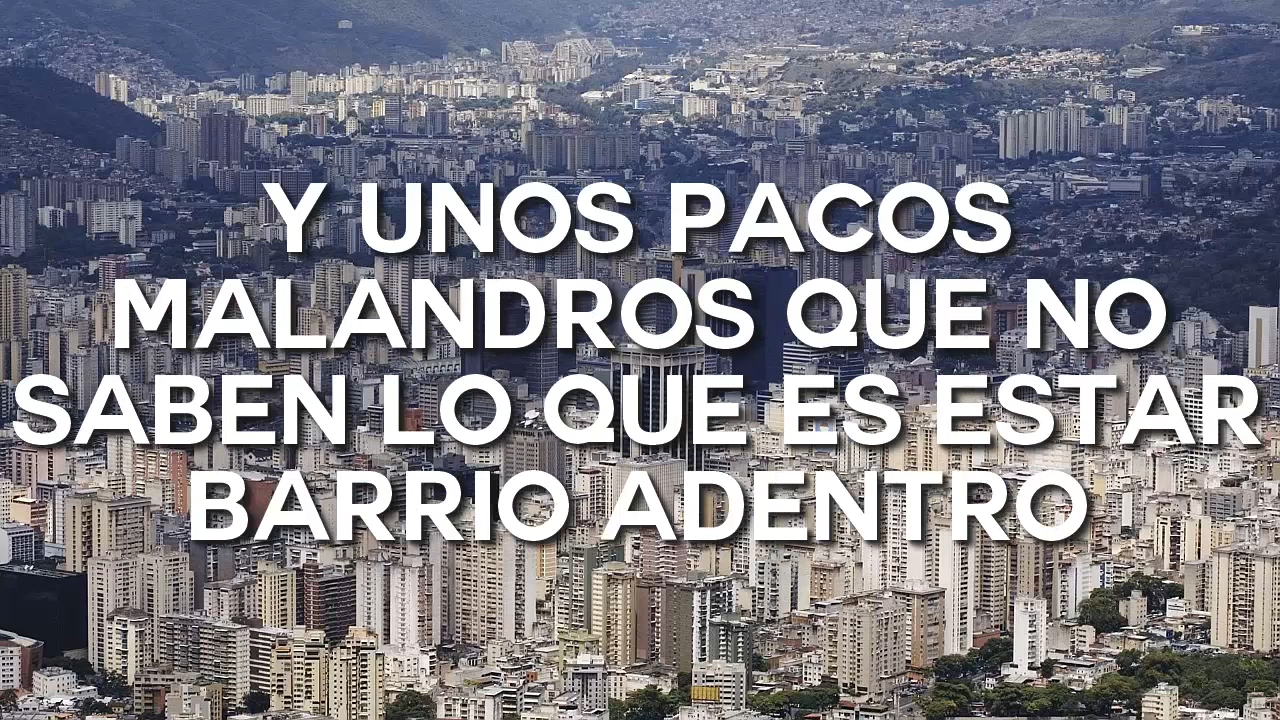 Y UNOS PACOS
MALANDROS QUE NO
SABEN LO QUE ES ESTAR
BARRIO ADENTRO